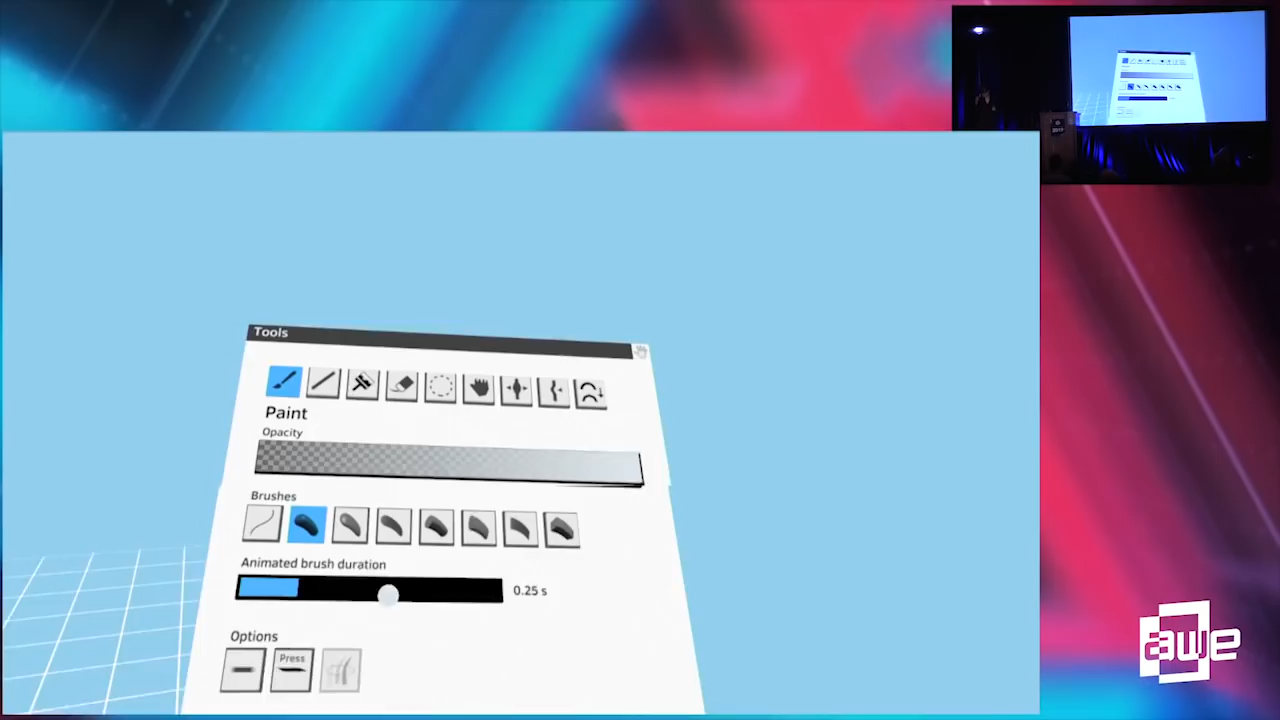 Tools
Paint
Opacity
Brushes
Animated brush duration
0.25 s
Options
Press
awe